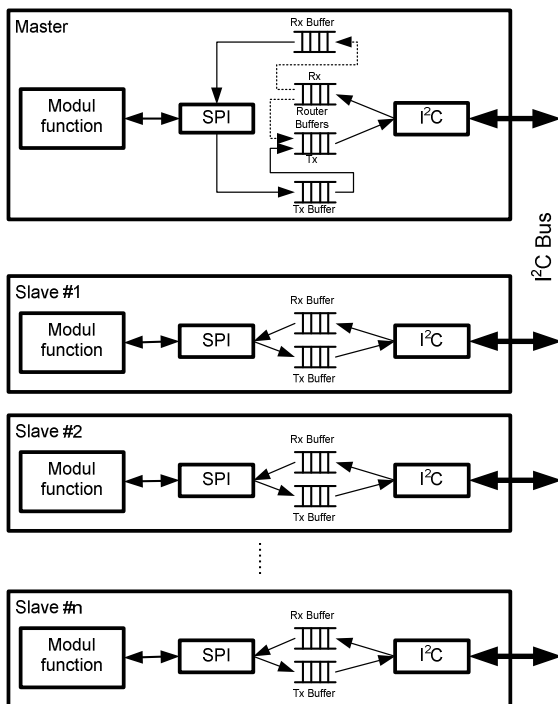 Master
Rx Buffer
Modul
function
SPI
Rx
Router
Buffers
Tx
I²C
Tx Buffer
I²C Bus
Slave #1
Rx Buffer
Modul
function
SPI
I²C
Tx Buffer
Slave #2
Rx Buffer
Modul
function
SPI
I²C
Tx Buffer
Slave #n
Rx Buffer
Modul
function
SPI
I²C
Tx Buffer